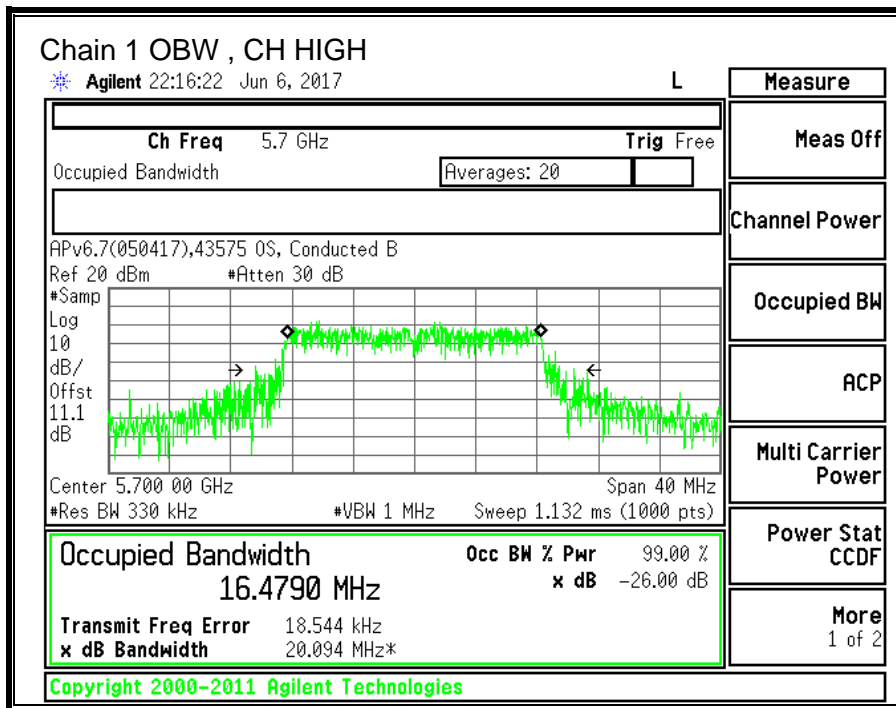 Chain 1 OBW , CH HIGH
Agilent 22:16:22 Jun 6, 2017 L
Measure
Ch Freq 5.7 GHz Trig Free
Occupied Bandwidth Averages: 20
APv6.7(050417),43575 OS, Conducted B
Ref 20 dBm #Atten 30 dB
#Samp
Log
10
dB/
Offst
11.1
dB
Center 5.700 00 GHz Span 40 MHz
#Res BW 330 kHz #VBW 1 MHz Sweep 1.132 ms (1000 pts)
Occupied Bandwidth
16.4790 MHz
Occ BW % Pwr 99.00 %
x dB -26.00 dB
Transmit Freq Error 18.544 kHz
x dB Bandwidth 20.094 MHz*
Meas Off
Channel Power
Occupied BW
ACP
Multi Carrier
Power
Power Stat
CCDF
More
1 of 2
Copyright 2000-2011 Agilent Technologies